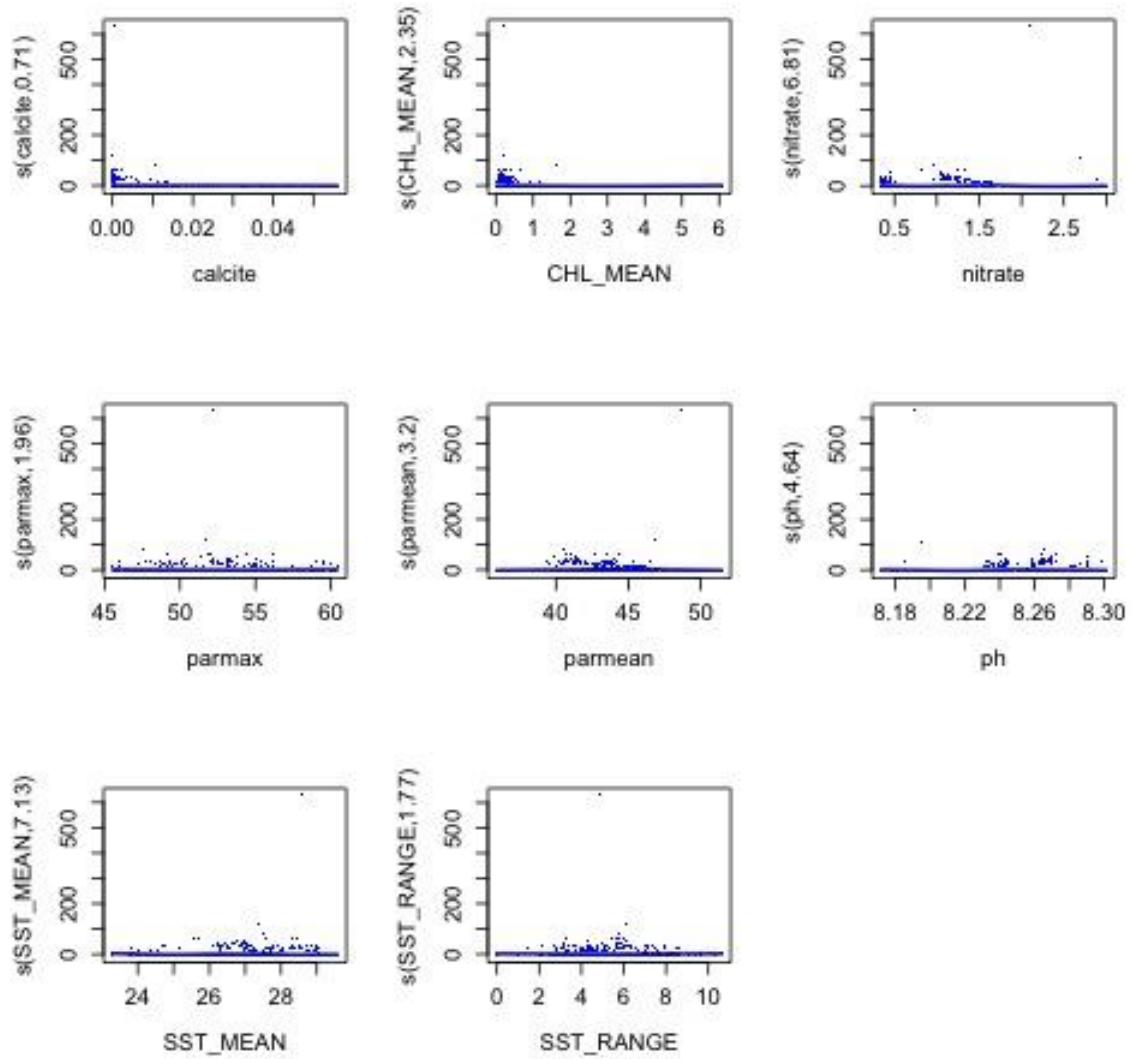 s(calcite,0.71)
500
200
0
0.00 0.02 0.04
calcite
s(CHL_MEAN,2.35)
500
200
0
0 1 2 3 4 5 6
CHL_MEAN
s(nitrate,6.81)
500
200
0
0.5 1.5 2.5
nitrate
s(parmax,1.96)
500
200
0
45 50 55 60
parmax
s(parmean,3.2)
500
200
0
40 45 50
parmean
s(ph,4.64)
500
200
0
8.18 8.22 8.26 8.30
ph
s(SST_MEAN,7.13)
500
200
0
24 26 28
SST_MEAN
s(SST_RANGE,1.77)
500
200
0
0 2 4 6 8 10
SST_RANGE